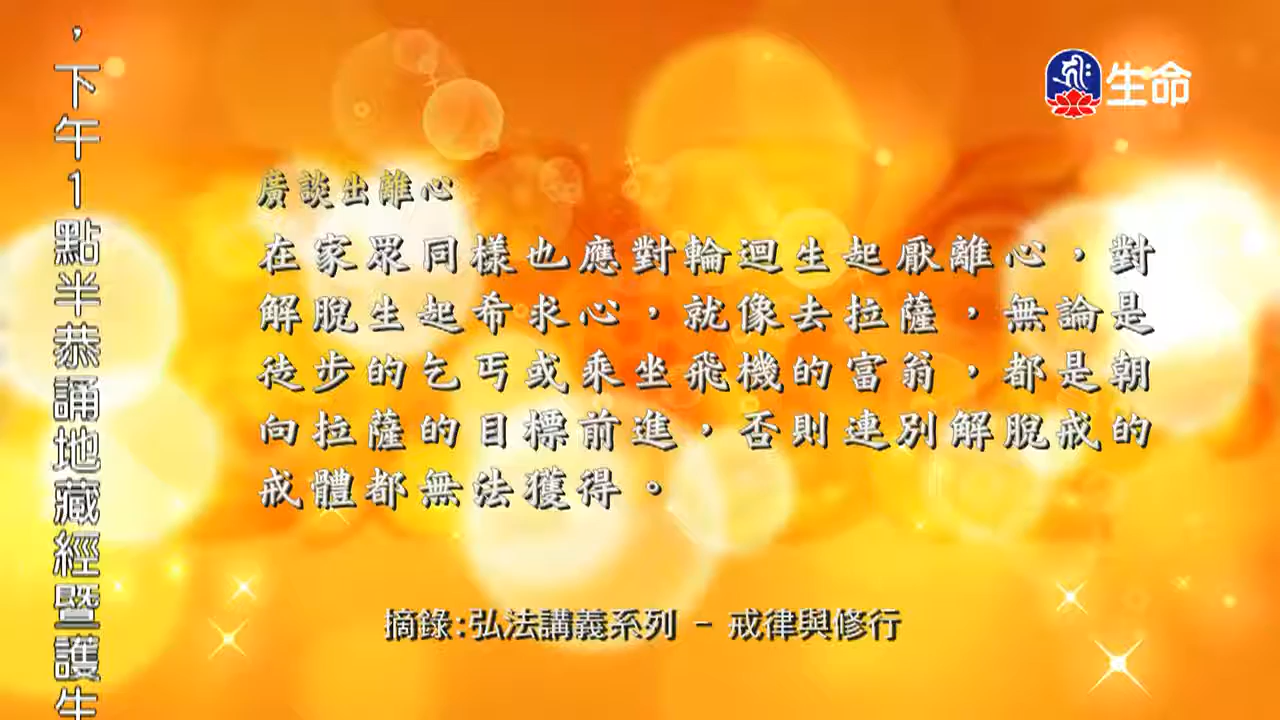 ，下午1點半恭誦地藏經暨護生
生命
廣談出離心
在家眾同樣也應對輪迴生起厭離心，對
解脫生起希求心，就像去拉薩，無論是
徒步的乞丐或乘坐飛機的富翁，都是朝
向拉薩的目標前進，否則連別解脫戒的
戒體都無法獲得。
摘錄:弘法講義系列 - 戒律與修行